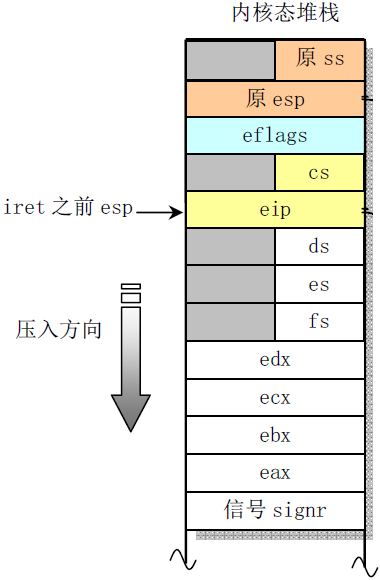 内核态堆栈
原 ss
原 esp
eflags
cs
iret 之前 esp
eip
ds
es
fs
压入方向
edx
ecx
ebx
eax
信号 signr